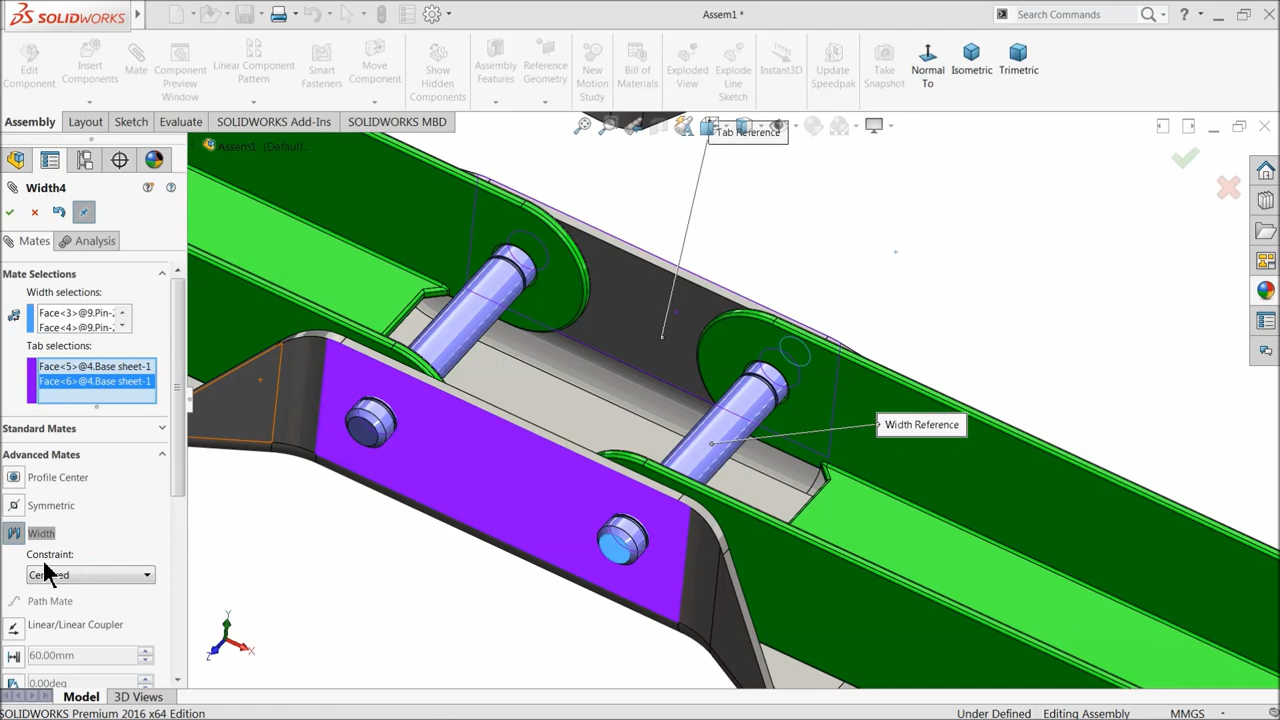 SOLIDWORKS
Assem1 *
Search Commands
Edit Component
Insert Components
Mate
Component Preview Window
Linear Component Pattern
Smart Fasteners
Move Component
Show Hidden Components
Assembly Features
Reference Geometry
New Motion Study
Bill of Materials
Exploded View
Explode Line Sketch
Instant3D
Update Speedpak
Take Snapshot
Normal To
Isometric
Trimetric
Assembly
Layout
Sketch
Evaluate
SOLIDWORKS Add-Ins
SOLIDWORKS MBD
Assem1 (Default...
Tab Reference
Width4
Mates
Analysis
Mate Selections
Width selections:
Face<3>@9.Pin-
Face<4>@9.Pin-
Tab selections:
Face<5>@4.Base sheet-1
Face<6>@4.Base sheet-1
Standard Mates
Advanced Mates
Profile Center
Symmetric
Width
Constraint:
Path Mate
Linear/Linear Coupler
60.00mm
0.00deg
Width Reference
Y
X
Z
Model
3D Views
SOLIDWORKS Premium 2016 x64 Edition
Under Defined
Editing Assembly
MMGS